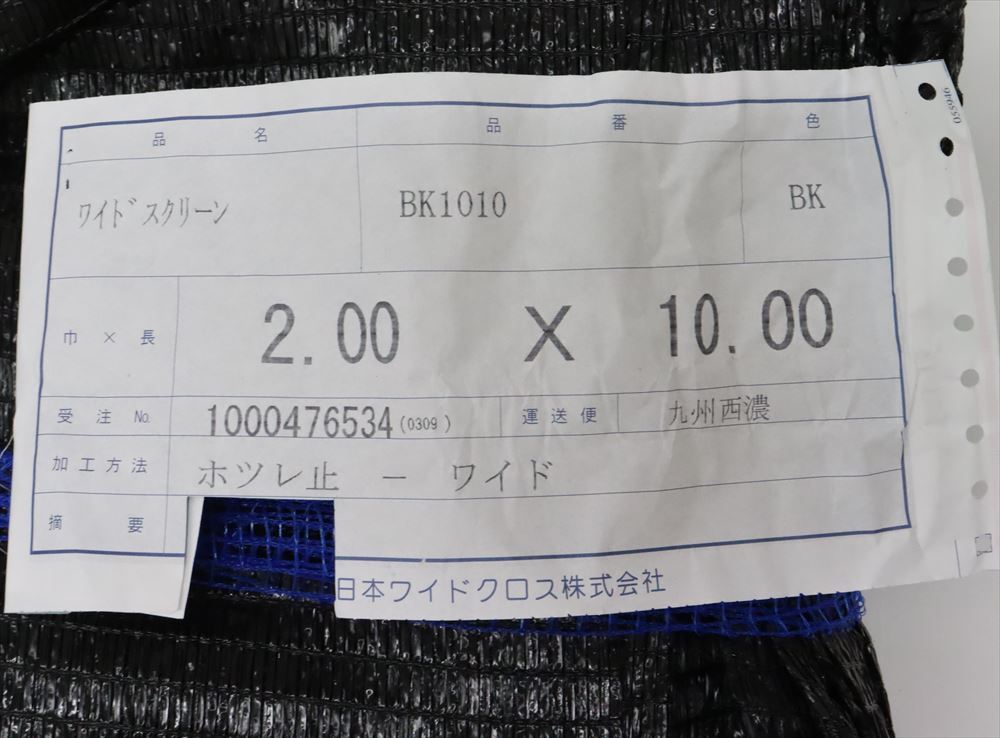 055946
品名 品番 色
ワイドスクリーン BK1010 BK
巾×長 2.00 X 10.00
受注No. 1000476534(0309) 運送便 九州西濃
加工方法 ホツレ止 － ワイド
摘要
日本ワイドクロス株式会社